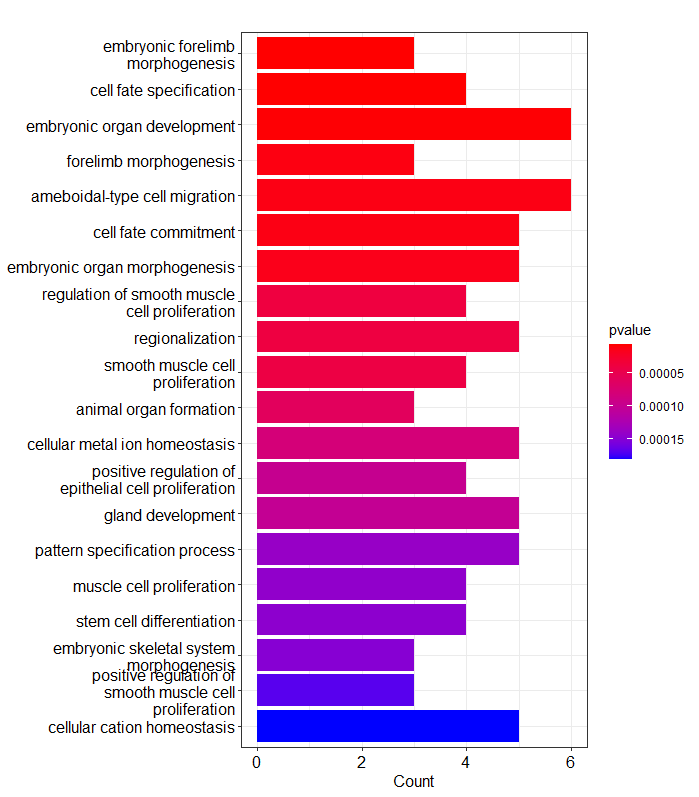 embryonic forelimb
morphogenesis
cell fate specification
embryonic organ development
forelimb morphogenesis
ameboidal-type cell migration
cell fate commitment
embryonic organ morphogenesis
regulation of smooth muscle
cell proliferation
regionalization
smooth muscle cell
proliferation
animal organ formation
cellular metal ion homeostasis
positive regulation of
epithelial cell proliferation
gland development
pattern specification process
muscle cell proliferation
stem cell differentiation
embryonic skeletal system
morphogenesis
positive regulation of
smooth muscle cell
proliferation
cellular cation homeostasis
0 2 4 6
Count
pvalue
0.00005
0.00010
0.00015